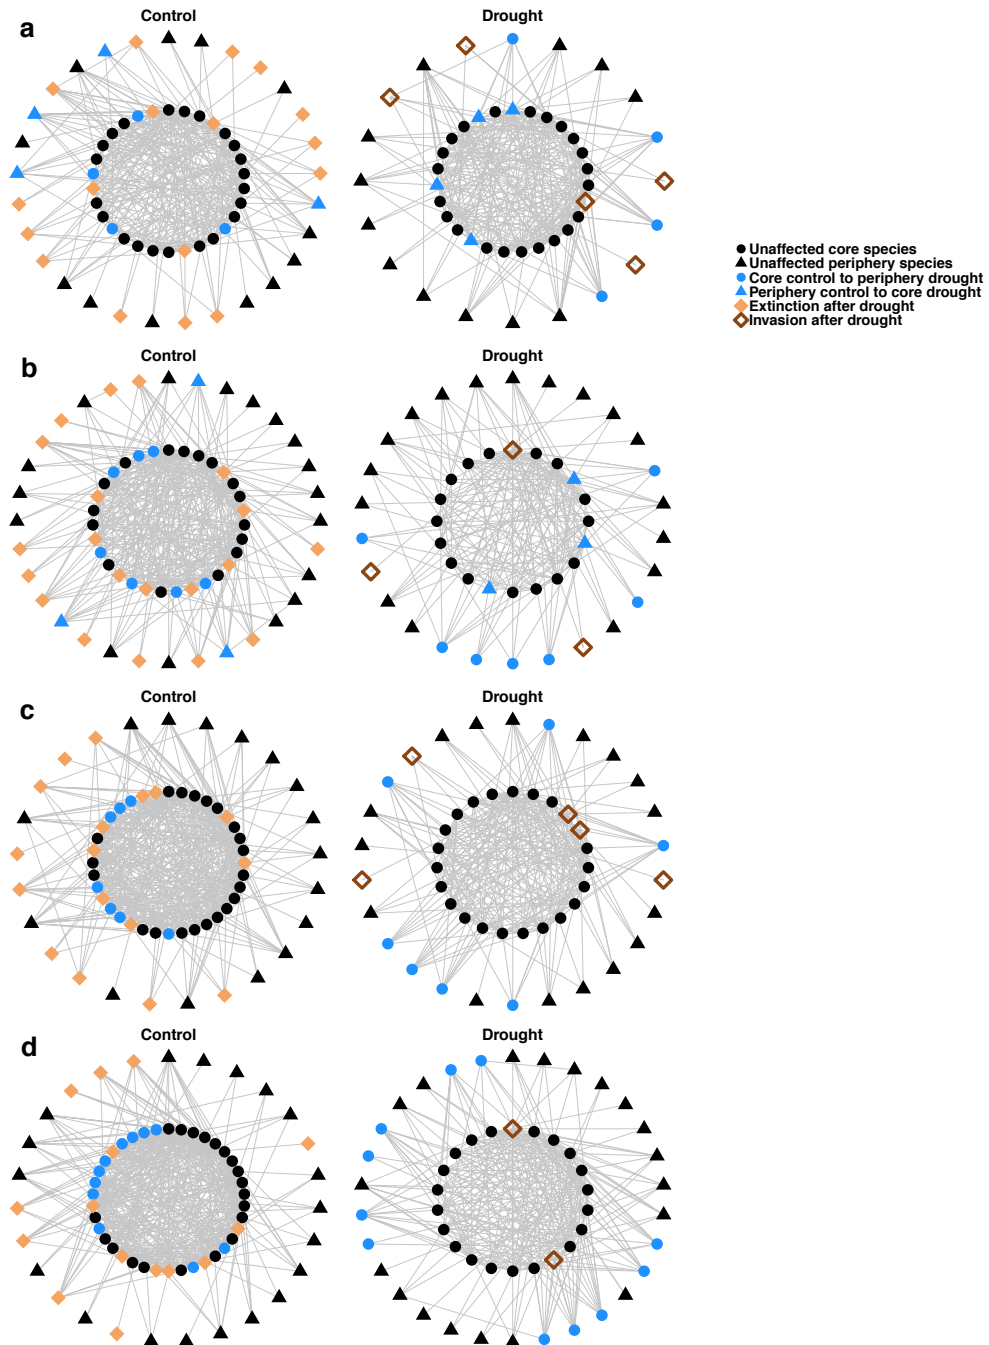 a
Control
Drought
Unaffected core species
Unaffected periphery species
Core control to periphery drought
Periphery control to core drought
Extinction after drought
Invasion after drought
b
Control
Drought
c
Control
Drought
d
Control
Drought